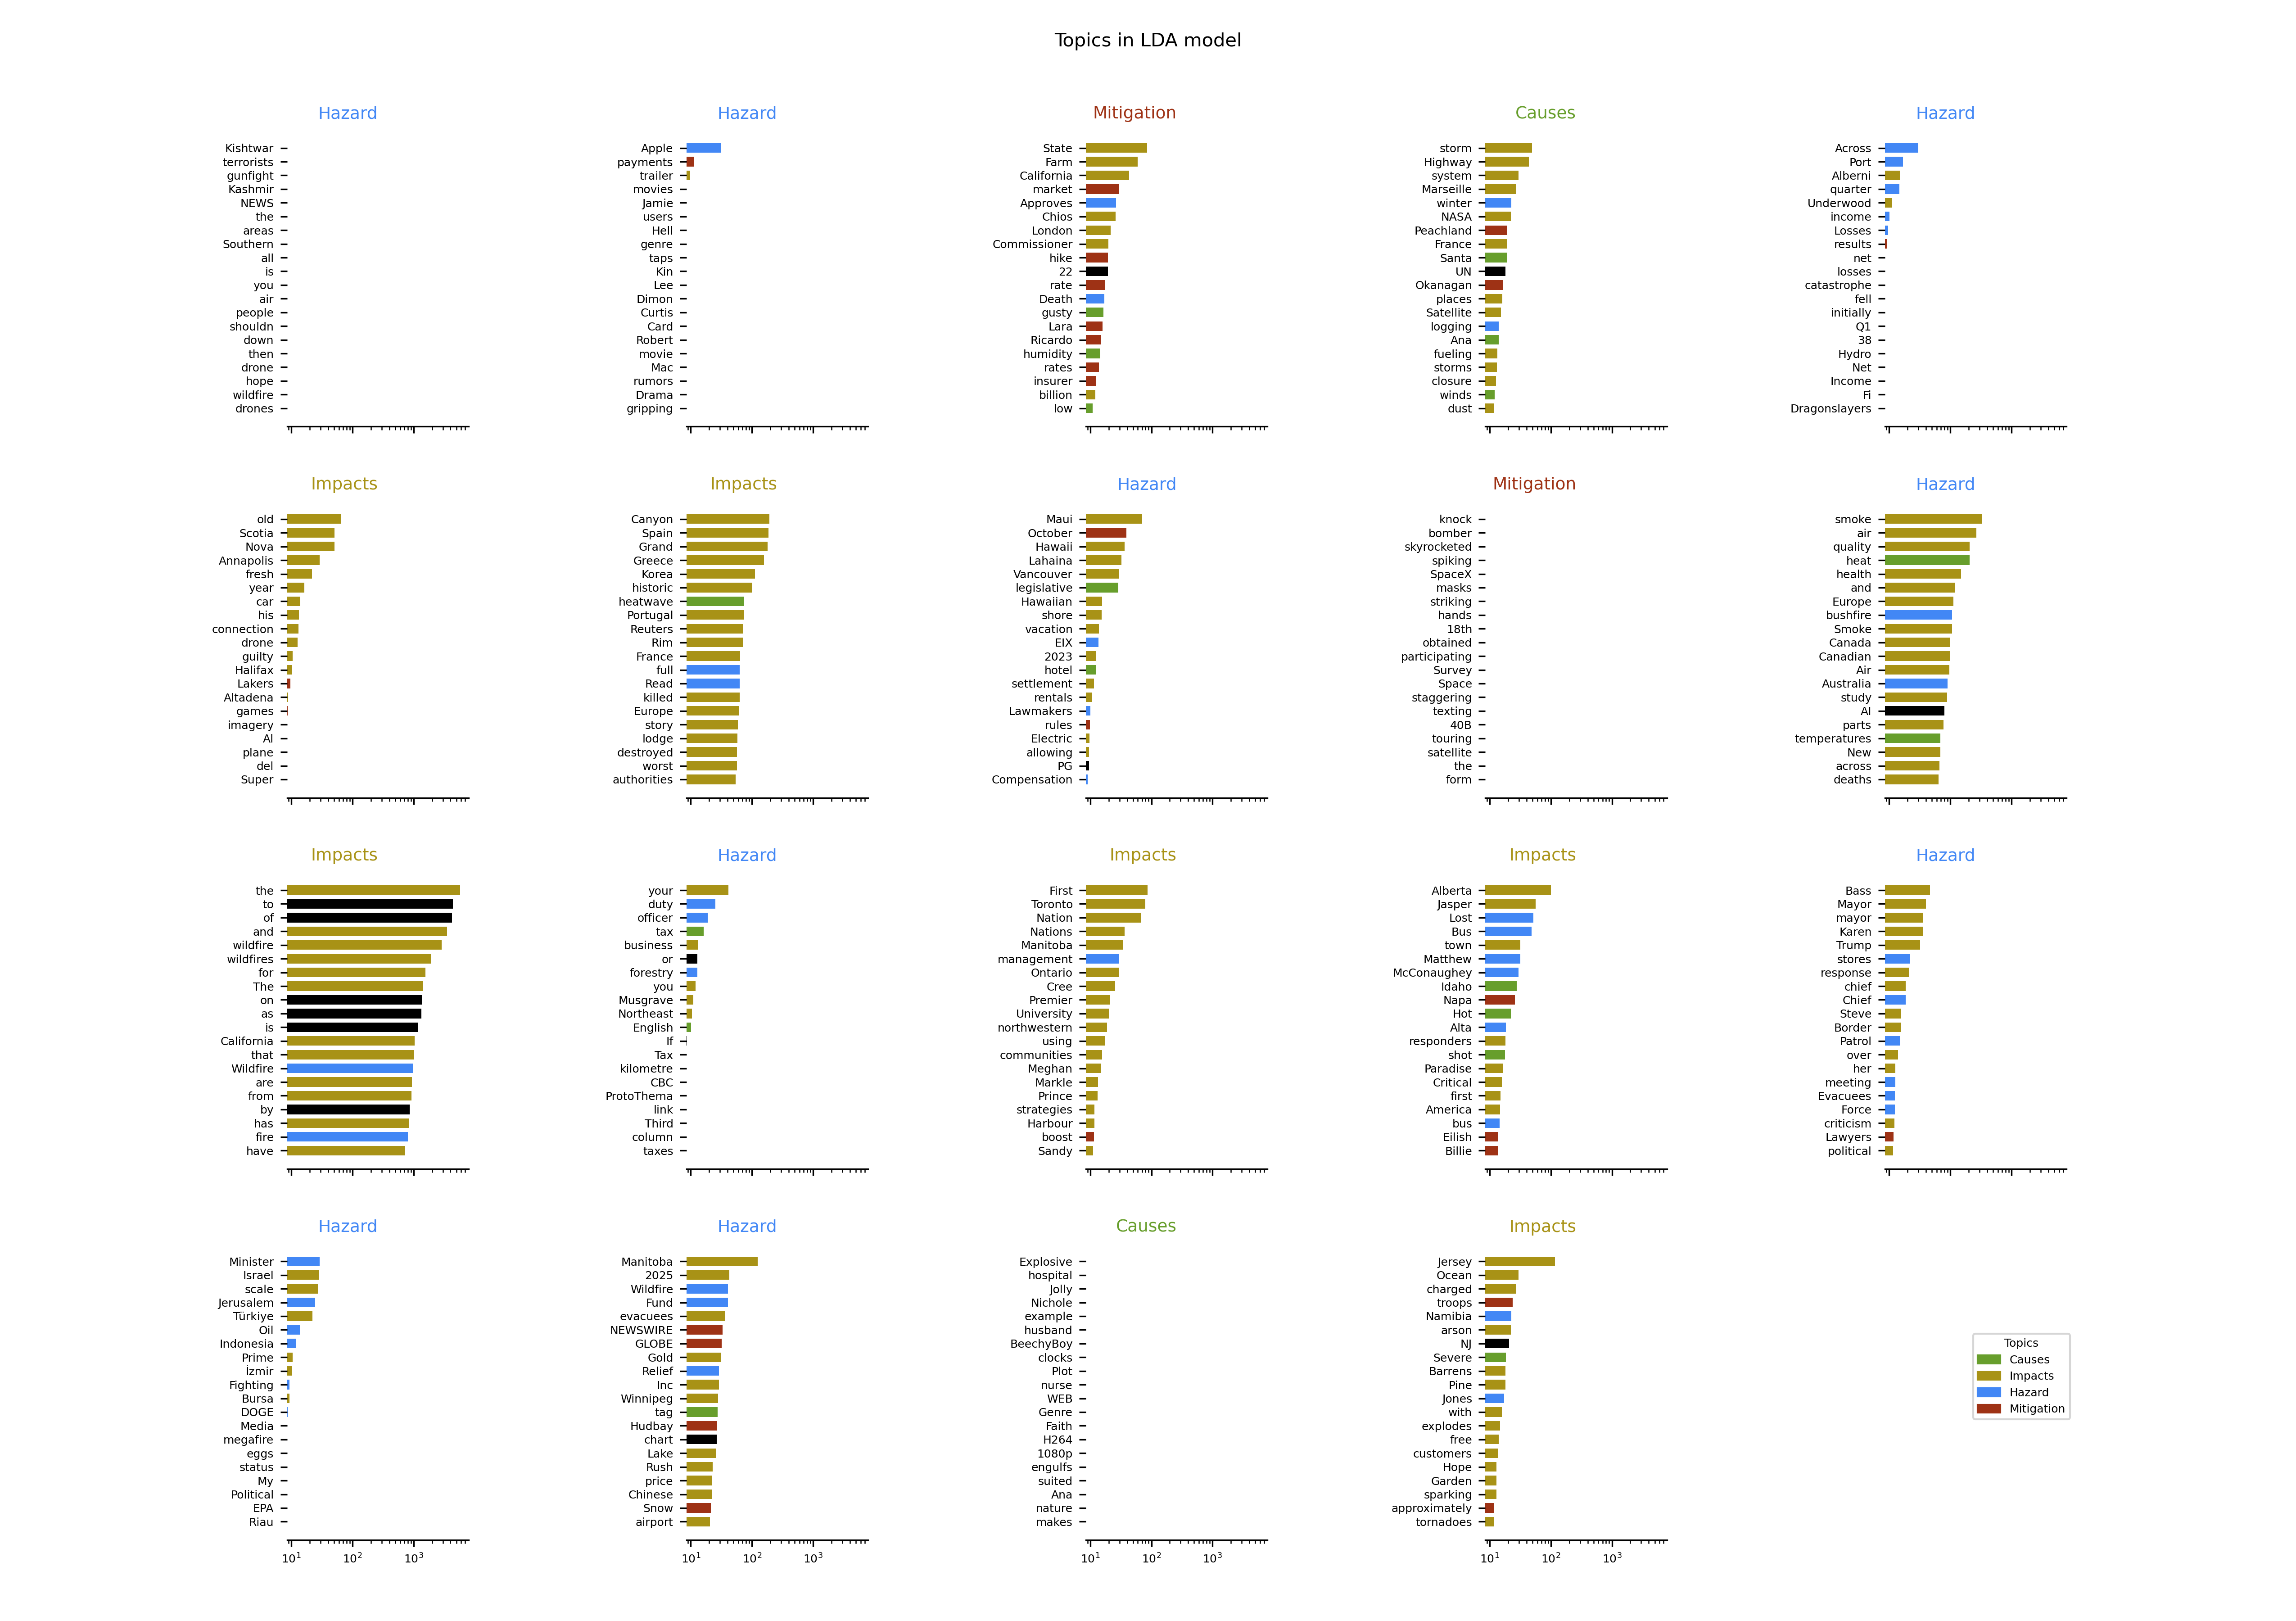 Topics in LDA model
Hazard
Kishtwar
terrorists
gunfight
Kashmir
NEWS
the
areas
Southern
all
is
you
air
people
shouldn
down
then
drone
hope
wildfire
drones
Hazard
Apple
payments
trailer
movies
Jamie
users
Hell
genre
taps
Kin
Lee
Dimon
Curtis
Card
Robert
movie
Mac
rumors
Drama
gripping
Mitigation
State
Farm
California
market
Approves
Chios
London
Commissioner
hike
22
rate
Death
gusty
Lara
Ricardo
humidity
rates
insurer
billion
low
Causes
storm
Highway
system
Marseille
winter
NASA
Peachland
France
Santa
UN
Okanagan
places
Satellite
logging
Ana
fueling
storms
closure
winds
dust
Hazard
Across
Port
Alberni
quarter
Underwood
income
Losses
results
net
losses
catastrophe
fell
initially
Q1
38
Hydro
Net
Income
Fi
Dragonslayers
Impacts
old
Scotia
Nova
Annapolis
fresh
year
car
his
connection
drone
guilty
Halifax
Lakers
Altadena
games
imagery
AI
plane
del
Super
Impacts
Canyon
Spain
Grand
Greece
Korea
historic
heatwave
Portugal
Reuters
Rim
France
full
Read
killed
Europe
story
lodge
destroyed
worst
authorities
Hazard
Maui
October
Hawaii
Lahaina
Vancouver
legislative
Hawaiian
shore
vacation
EIX
2023
hotel
settlement
rentals
Lawmakers
rules
Electric
allowing
PG
Compensation
Mitigation
knock
bomber
skyrocketed
spiking
SpaceX
masks
striking
hands
18th
obtained
participating
Survey
Space
staggering
texting
40B
touring
satellite
the
form
Hazard
smoke
air
quality
heat
health
and
Europe
bushfire
Smoke
Canada
Canadian
Air
Australia
study
AI
parts
temperatures
New
across
deaths
Impacts
the
to
of
and
wildfire
wildfires
for
The
on
as
is
California
that
Wildfire
are
from
by
has
fire
have
Hazard
your
duty
officer
tax
business
or
forestry
you
Musgrave
Northeast
English
If
Tax
kilometre
CBC
ProtoThema
link
Third
column
taxes
Impacts
First
Toronto
Nation
Nations
Manitoba
management
Ontario
Cree
Premier
University
northwestern
using
communities
Meghan
Markle
Prince
strategies
Harbour
boost
Sandy
Impacts
Alberta
Jasper
Lost
Bus
town
Matthew
McConaughey
Idaho
Napa
Hot
Alta
responders
shot
Paradise
Critical
first
America
bus
Eilish
Billie
Hazard
Bass
Mayor
mayor
Karen
Trump
stores
response
chief
Chief
Steve
Border
Patrol
over
her
meeting
Evacuees
Force
criticism
Lawyers
political
Hazard
Minister
Israel
scale
Jerusalem
Türkiye
Oil
Indonesia
Prime
İzmir
Fighting
Bursa
DOGE
Media
megafire
eggs
status
My
Political
EPA
Riau
10¹ 10² 10³
Hazard
Manitoba
2025
Wildfire
Fund
evacuees
NEWSWIRE
GLOBE
Gold
Relief
Inc
Winnipeg
tag
Hudbay
chart
Lake
Rush
price
Chinese
Snow
airport
10¹ 10² 10³
Causes
Explosive
hospital
Jolly
Nichole
example
husband
BeechyBoy
clocks
Plot
nurse
WEB
Genre
Faith
H264
1080p
engulfs
suited
Ana
nature
makes
10¹ 10² 10³
Impacts
Jersey
Ocean
charged
troops
Namibia
arson
NJ
Severe
Barrens
Pine
Jones
with
explodes
free
customers
Hope
Garden
sparking
approximately
tornadoes
10¹ 10² 10³
Topics
Causes
Impacts
Hazard
Mitigation